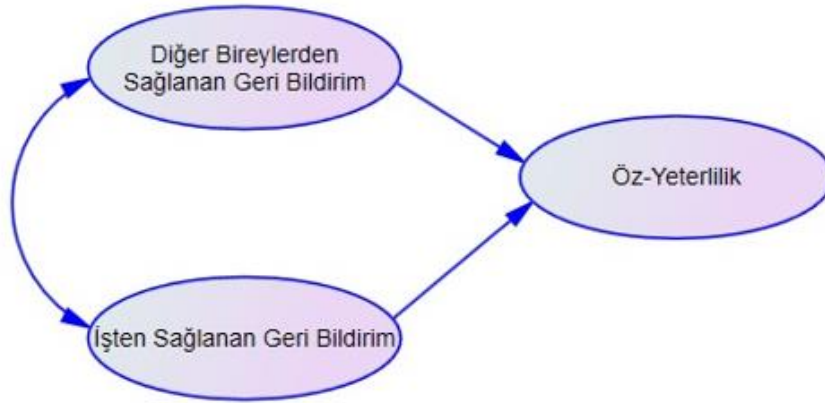 Diğer Bireylerden
Sağlanan Geri Bildirim
Öz-Yeterlilik
İşten Sağlanan Geri Bildirim